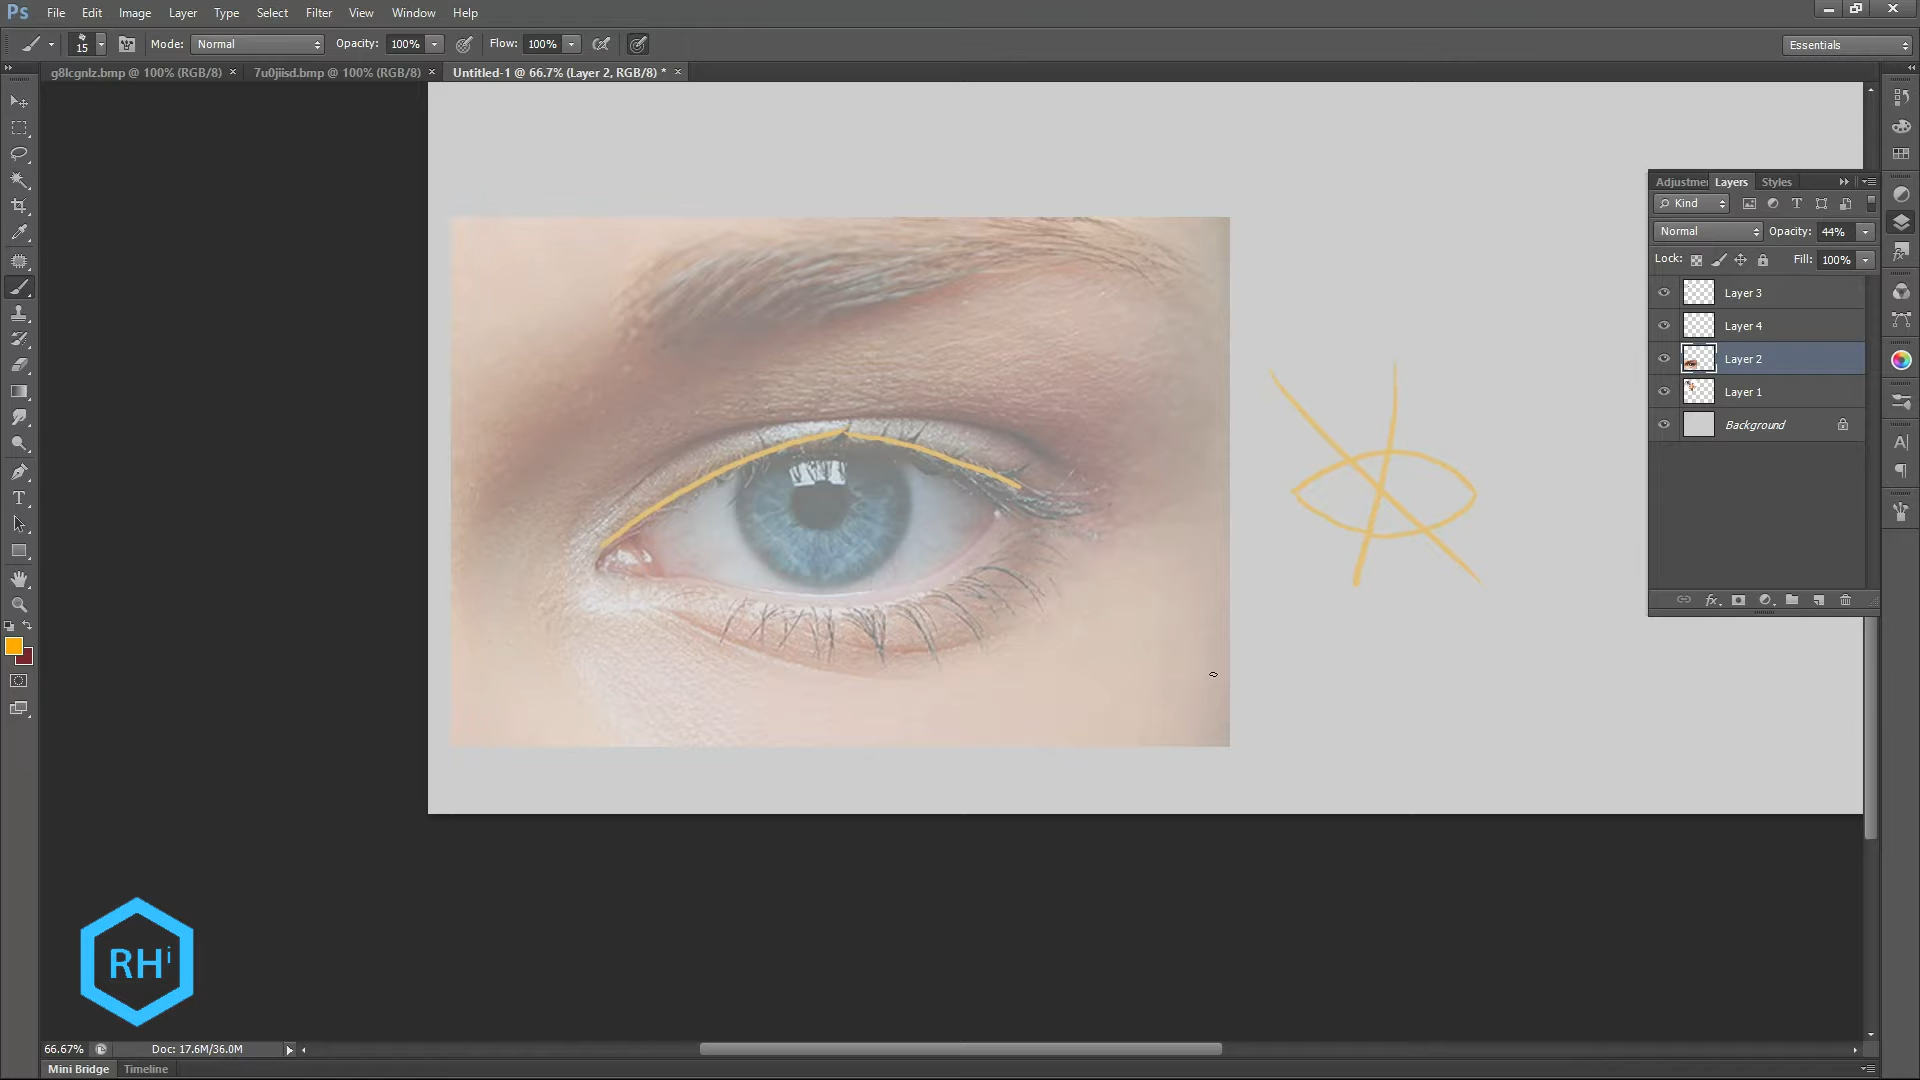 Ps File Edit Image Layer Type Select Filter View Window Help
15 Mode: Normal Opacity: 100% Flow: 100% Essentials
g8lcgnlz.bmp @ 100% (RGB/8) × 7u0jiisd.bmp @ 100% (RGB/8) × Untitled-1 @ 66.7% (Layer 2, RGB/8) * ×
Adjustmen Layers Styles
Kind
Normal Opacity: 44%
Lock: Fill: 100%
Layer 3
Layer 4
Layer 2
Layer 1
Background
fx
RHi
66.67% Doc: 17.6M/36.0M
Mini Bridge Timeline